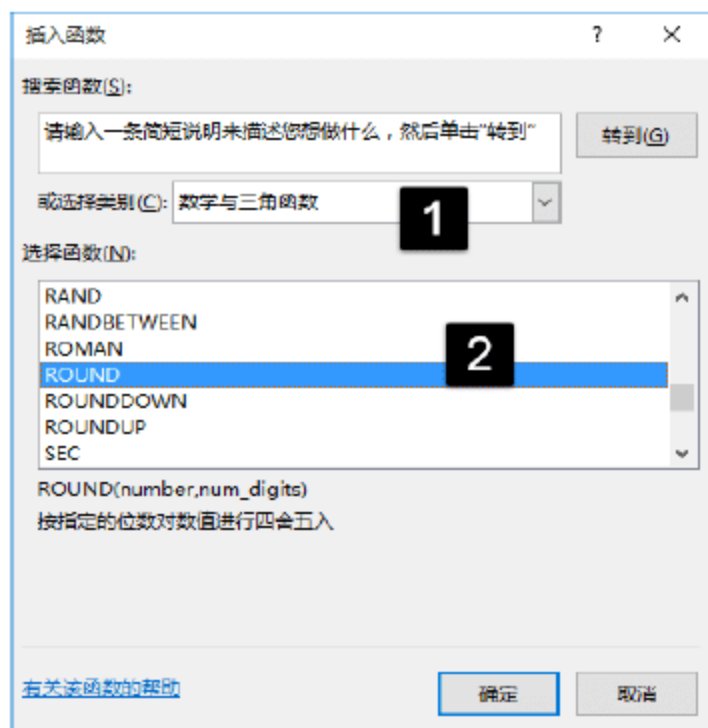 插入函数 ? ×
搜索函数(S):
请输入一条简短说明来描述您想做什么，然后单击"转到"
转到(G)
或选择类别(C): 数学与三角函数
1
选择函数(N):
RAND
RANDBETWEEN
ROMAN
2
ROUND
ROUNDDOWN
ROUNDUP
SEC
ROUND(number,num_digits)
按指定的位数对数值进行四舍五入
有关该函数的帮助
确定
取消